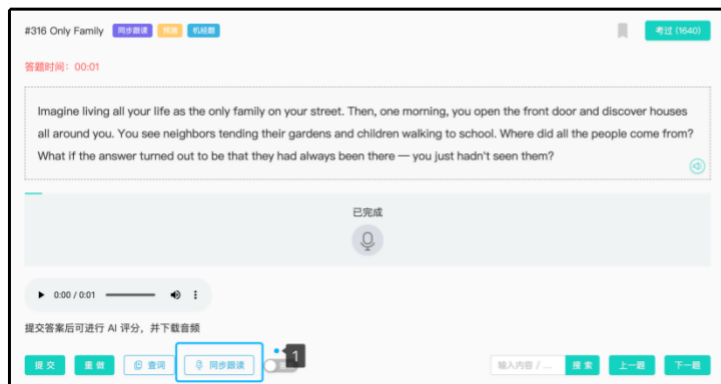 #316 Only Family 同步跟读 预测 机经题 考过 (1640)
答题时间：00:01
Imagine living all your life as the only family on your street. Then, one morning, you open the front door and discover houses
all around you. You see neighbors tending their gardens and children walking to school. Where did all the people come from?
What if the answer turned out to be that they had always been there — you just hadn't seen them?
已完成
0:00 / 0:01
提交答案后可进行 AI 评分，并下载音频
提交 重做 查词 同步跟读 1 输入内容 / ... 搜索 上一题 下一题